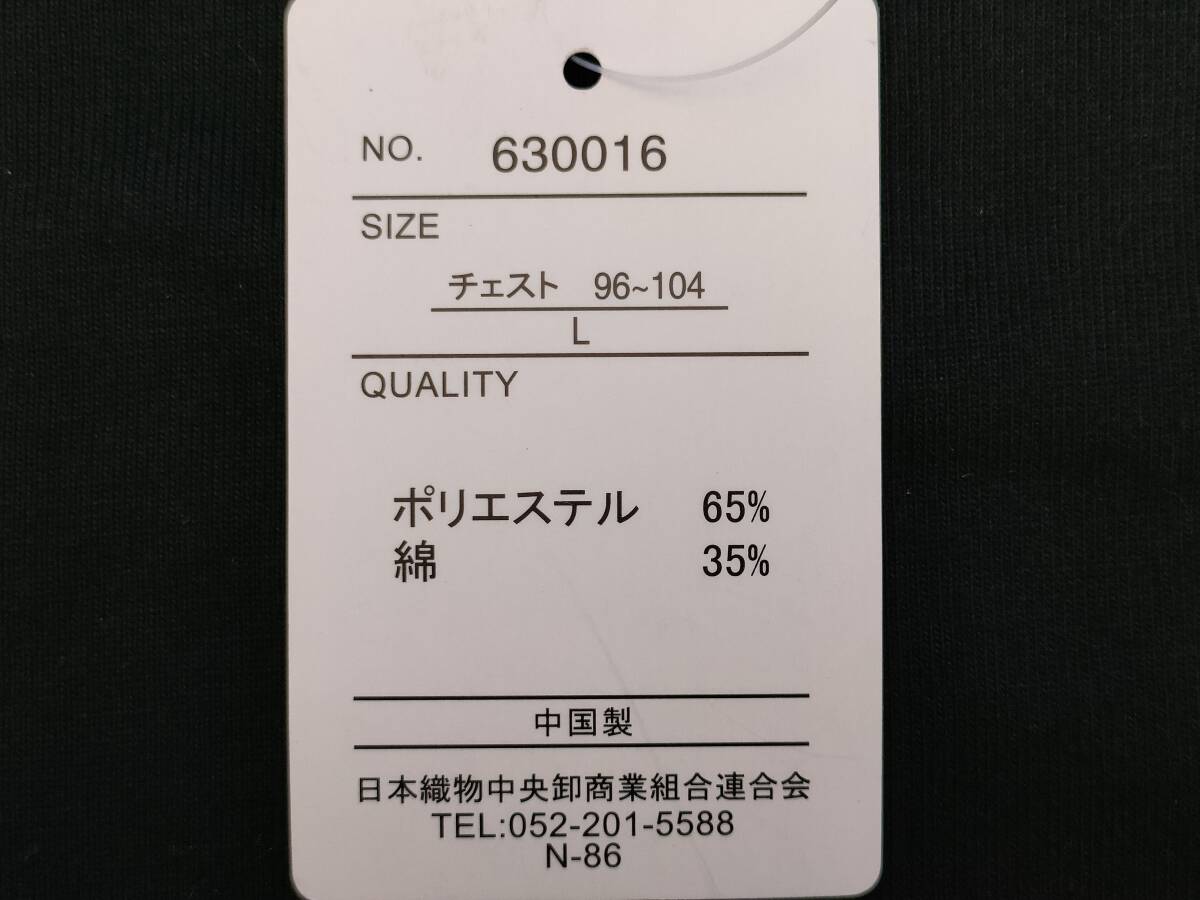 NO. 630016
SIZE
チェスト 96~104
L
QUALITY
ポリエステル 65%
綿 35%
中国製
日本織物中央卸商業組合連合会
TEL:052-201-5588
N-86